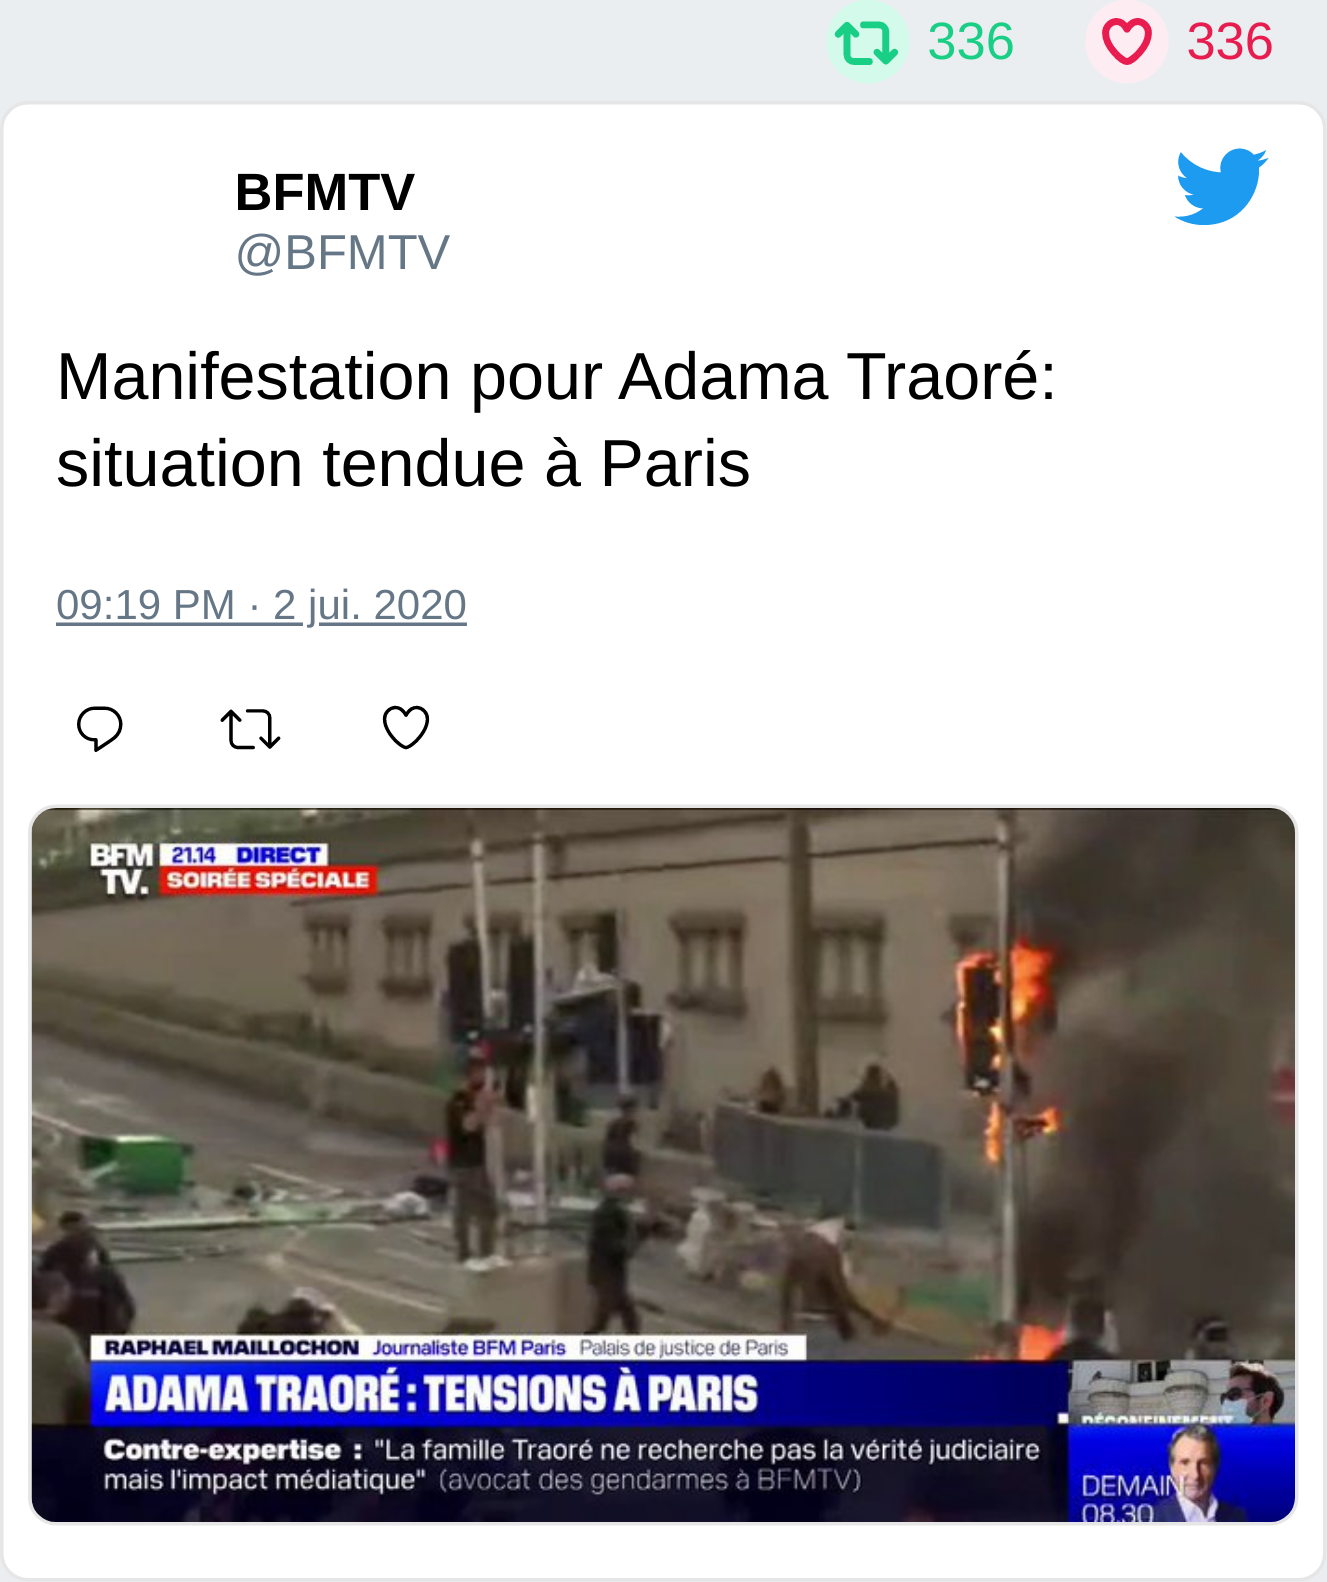 336 336
BFMTV
@BFMTV
Manifestation pour Adama Traoré:
situation tendue à Paris
09:19 PM · 2 jui. 2020
BFM 21.14 DIRECT
TV. SOIRÉE SPÉCIALE
RAPHAEL MAILLOCHON Journaliste BFM Paris Palais de justice de Paris
ADAMA TRAORÉ : TENSIONS À PARIS
DÉCONFINEMENT
Contre-expertise : "La famille Traoré ne recherche pas la vérité judiciaire
mais l'impact médiatique" (avocat des gendarmes à BFMTV)
DEMAIN
08.30